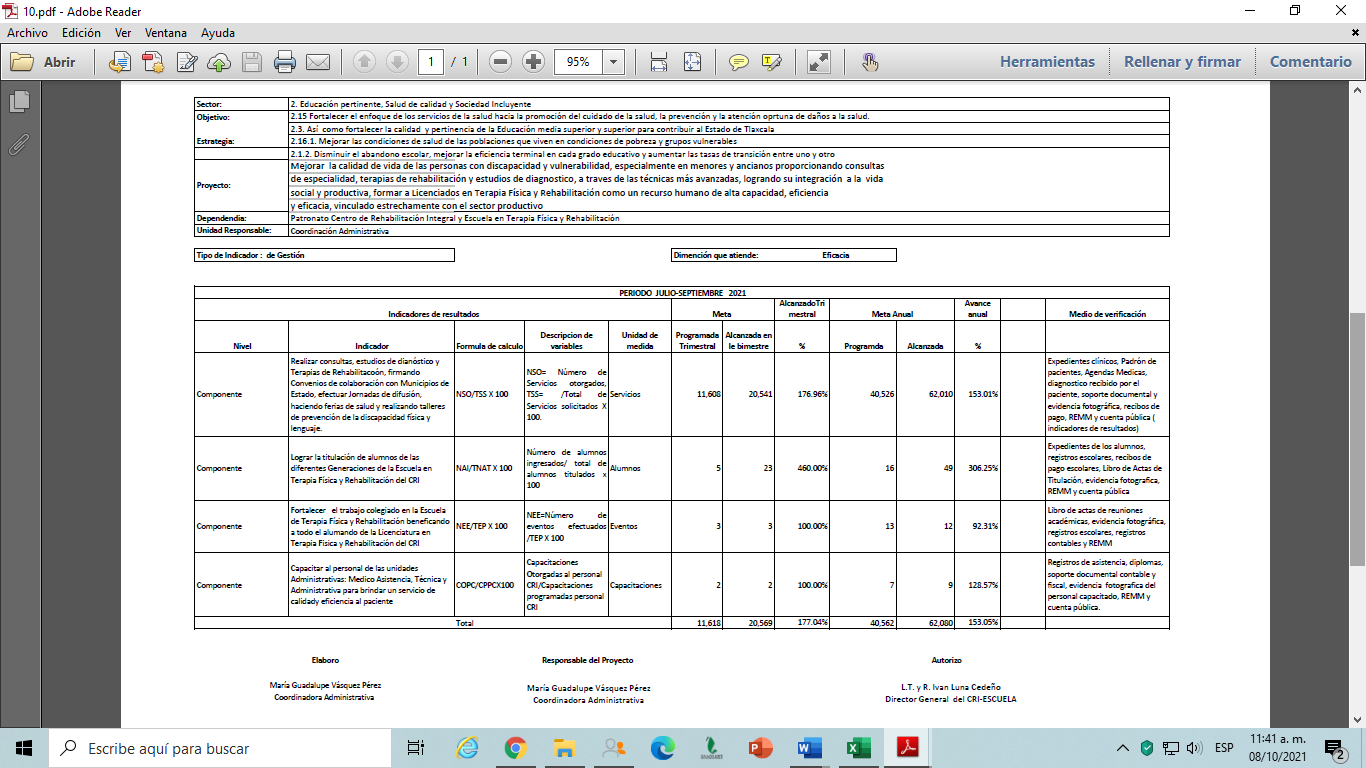 10.pdf - Adobe Reader
Archivo Edición Ver Ventana Ayuda
Abrir 1 / 1 95% Herramientas Rellenar y firmar Comentario
Sector: 2. Educación pertinente, Salud de calidad y Sociedad Incluyente
Objetivo: 2.15 Fortalecer el enfoque de los servicios de la salud hacia la promoción del cuidado de la salud, la prevención y la atención oprtuna de daños a la salud.
2.3. Así como fortalecer la calidad y pertinencia de la Educación media superior y superior para contribuir al Estado de Tlaxcala
Estrategia: 2.16.1. Mejorar las condiciones de salud de las poblaciones que viven en condiciones de pobreza y grupos vulnerables
2.1.2. Disminuir el abandono escolar, mejorar la eficiencia terminal en cada grado educativo y aumentar las tasas de transición entre uno y otro
Proyecto:
Mejorar la calidad de vida de las personas con discapacidad y vulnerabilidad, especialmente en menores y ancianos proporcionando consultas
de especialidad, terapias de rehabilitación y estudios de diagnostico, a traves de las técnicas más avanzadas, logrando su integración a la vida
social y productiva, formar a Licenciados en Terapia Física y Rehabilitación como un recurso humano de alta capacidad, eficiencia
y eficacia, vinculado estrechamente con el sector productivo
Dependendia: Patronato Centro de Rehabilitación Integral y Escuela en Terapia Física y Rehabilitación
Unidad Responsable: Coordinación Administrativa
Tipo de Indicador : de Gestión Dimención que atiende: Eficacia
PERIODO JULIO-SEPTIEMBRE 2021
Indicadores de resultados Meta AlcanzadoTri Meta Anual Avance Medio de verificación
mestral anual
Nivel Indicador Formula de calculo
Descripcion de
variables
Unidad de
medida
Programada
Trimestral
Alcanzada en
le bimestre
% Programda Alcanzada %
Componente
Realizar consultas, estudios de dianóstico y
Terapias de Rehabilitacoón, firmando
Convenios de colaboración con Municipios de
Estado, efectuar Jornadas de difusión,
haciendo ferias de salud y realizando talleres
de prevención de la discapacidad física y
lenguaje.
NSO/TSS X 100
NSO= Número de
Servicios otorgados,
TSS= /Total de
Servicios solicitados X
100.
Servicios 11,608 20,541 176.96% 40,526 62,010 153.01%
Expedientes clínicos, Padrón de
pacientes, Agendas Medicas,
diagnostico recibido por el
paciente, soporte documental y
evidencia fotográfica, recibos de
pago, REMM y cuenta pública (
indicadores de resultados)
Componente
Lograr la titulación de alumnos de las
diferentes Generaciones de la Escuela en
Terapia Física y Rehabilitación del CRI
NAI/TNAT X 100
Número de alumnos
ingresados/ total de
alumnos titulados x
100
Alumnos 5 23 460.00% 16 49 306.25%
Expedientes de los alumnos,
registros escolares, recibos de
pago escolares, Libro de Actas de
Titulación, evidencia fotografica,
REMM y cuenta pública
Componente
Fortalecer el trabajo colegiado en la Escuela
de Terapia Física y Rehabilitación beneficando
a todo el alumando de la Licenciatura en
Terapia Fisica y Rehabilitación del CRI
NEE/TEP X 100
NEE=Número de
eventos efectuados
/TEP X 100
Eventos 3 3 100.00% 13 12 92.31%
Libro de actas de reuniones
académicas, evidencia fotográfica,
registros escolares, registros
contables y REMM
Componente
Capacitar al personal de las unidades
Administrativas: Medico Asistencia, Técnica y
Administrativa para brindar un servicio de
calidady eficiencia al paciente
COPC/CPPCX100
Capacitaciones
Otorgadas al personal
CRI/Capacitaciones
programadas personal
CRI
Capacitaciones 2 2 100.00% 7 9 128.57%
Registros de asistencia, diplomas,
soporte documental contable y
fiscal, evidencia fotografica del
personal capacitado, REMM y
cuenta pública.
Total 11,618 20,569 177.04% 40,562 62,080 153.05%
Elaboro Responsable del Proyecto Autorizo
María Guadalupe Vásquez Pérez María Guadalupe Vásquez Pérez L.T. y R. Ivan Luna Cedeño
Coordinadora Administrativa Coordinadora Administrativa Director General del CRI-ESCUELA
Escribe aquí para buscar ESP 11:41 a. m.
08/10/2021 2